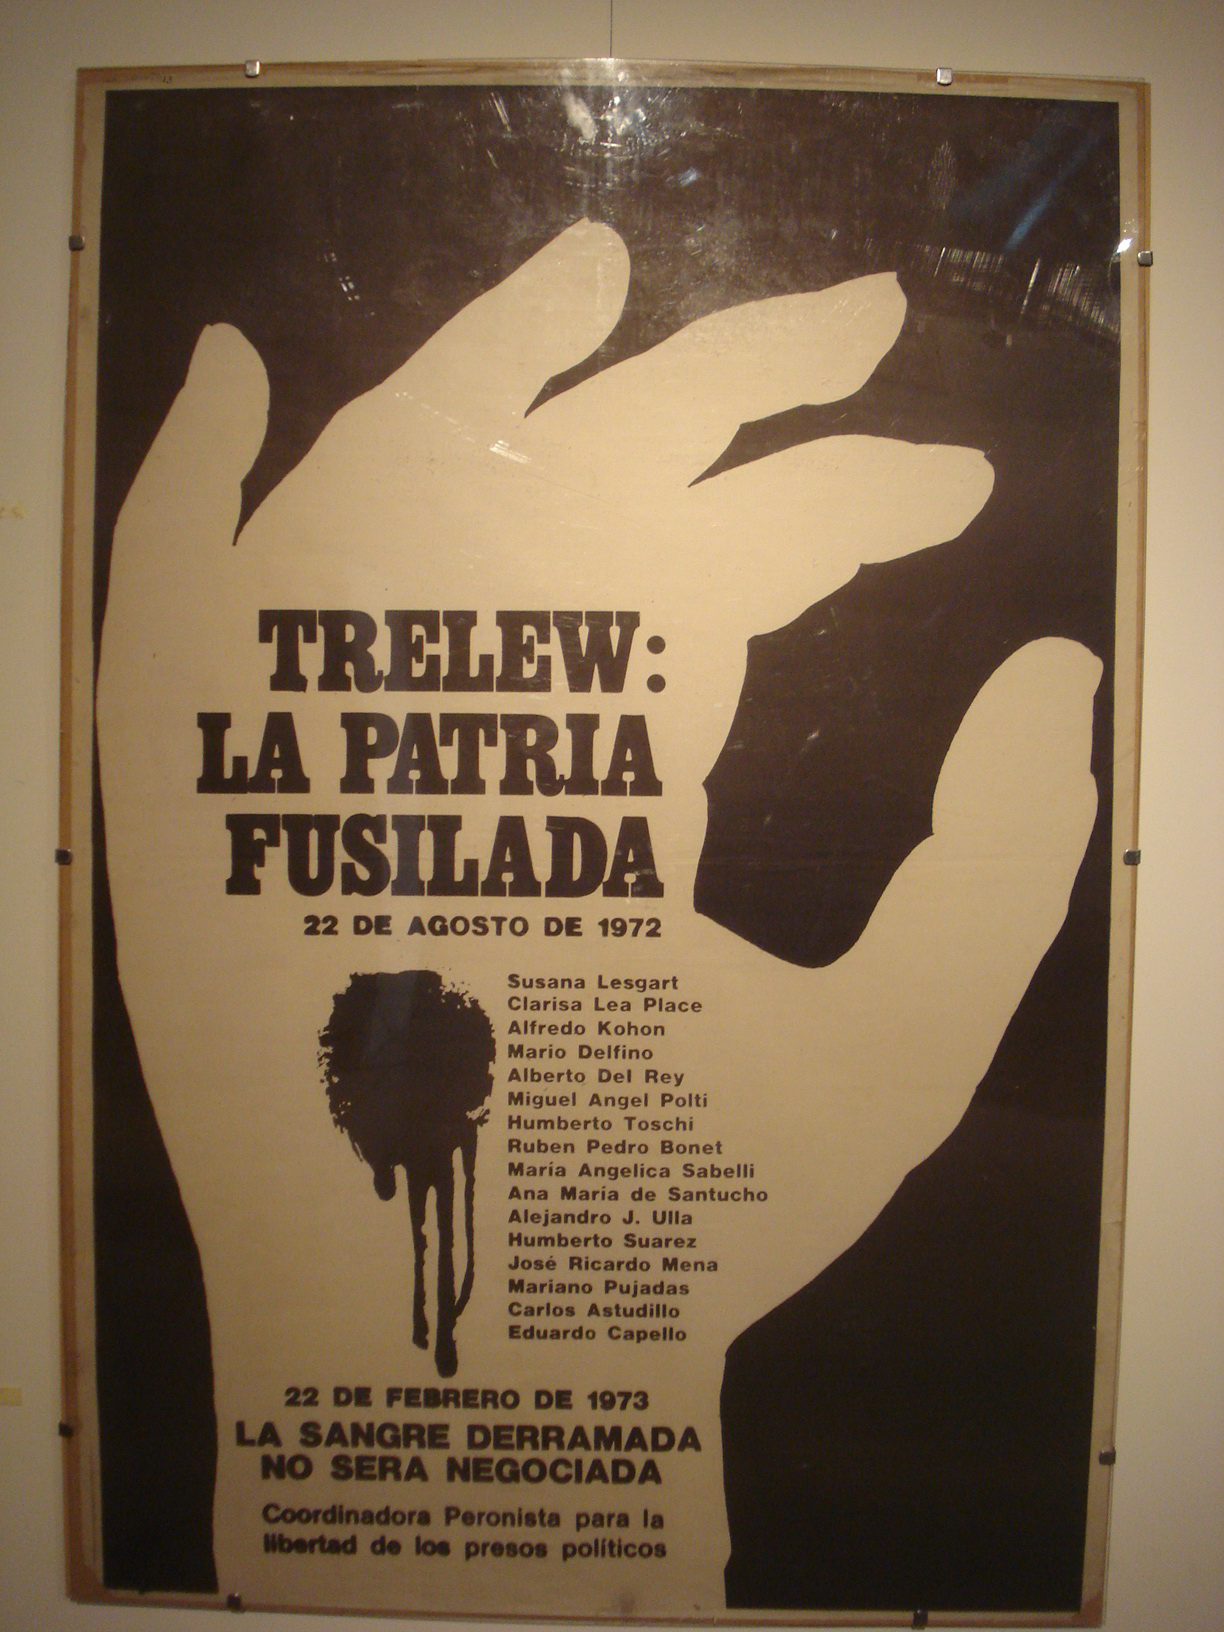 TRELEW:
LA PATRIA
FUSILADA
22 DE AGOSTO DE 1972
Susana Lesgart
Clarisa Lea Place
Alfredo Kohon
Mario Delfino
Alberto Del Rey
Miguel Angel Polti
Humberto Toschi
Ruben Pedro Bonet
María Angelica Sabelli
Ana María de Santucho
Alejandro J. Ulla
Humberto Suarez
José Ricardo Mena
Mariano Pujadas
Carlos Astudillo
Eduardo Capello
22 DE FEBRERO DE 1973
LA SANGRE DERRAMADA
NO SERA NEGOCIADA
Coordinadora Peronista para la
libertad de los presos políticos